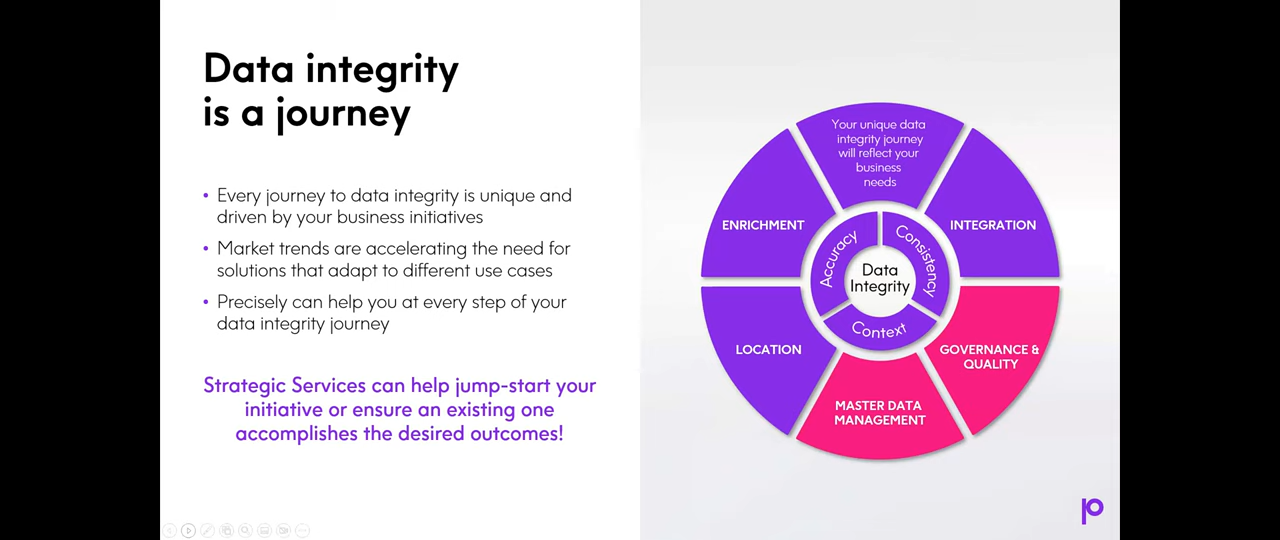 Data integrity
is a journey
• Every journey to data integrity is unique and
driven by your business initiatives
• Market trends are accelerating the need for
solutions that adapt to different use cases
• Precisely can help you at every step of your
data integrity journey
Strategic Services can help jump-start your
initiative or ensure an existing one
accomplishes the desired outcomes!
Your unique data
integrity journey
will reflect your
business
needs
ENRICHMENT
INTEGRATION
Accuracy
Consistency
Data
Integrity
Context
LOCATION
GOVERNANCE &
QUALITY
MASTER DATA
MANAGEMENT
p